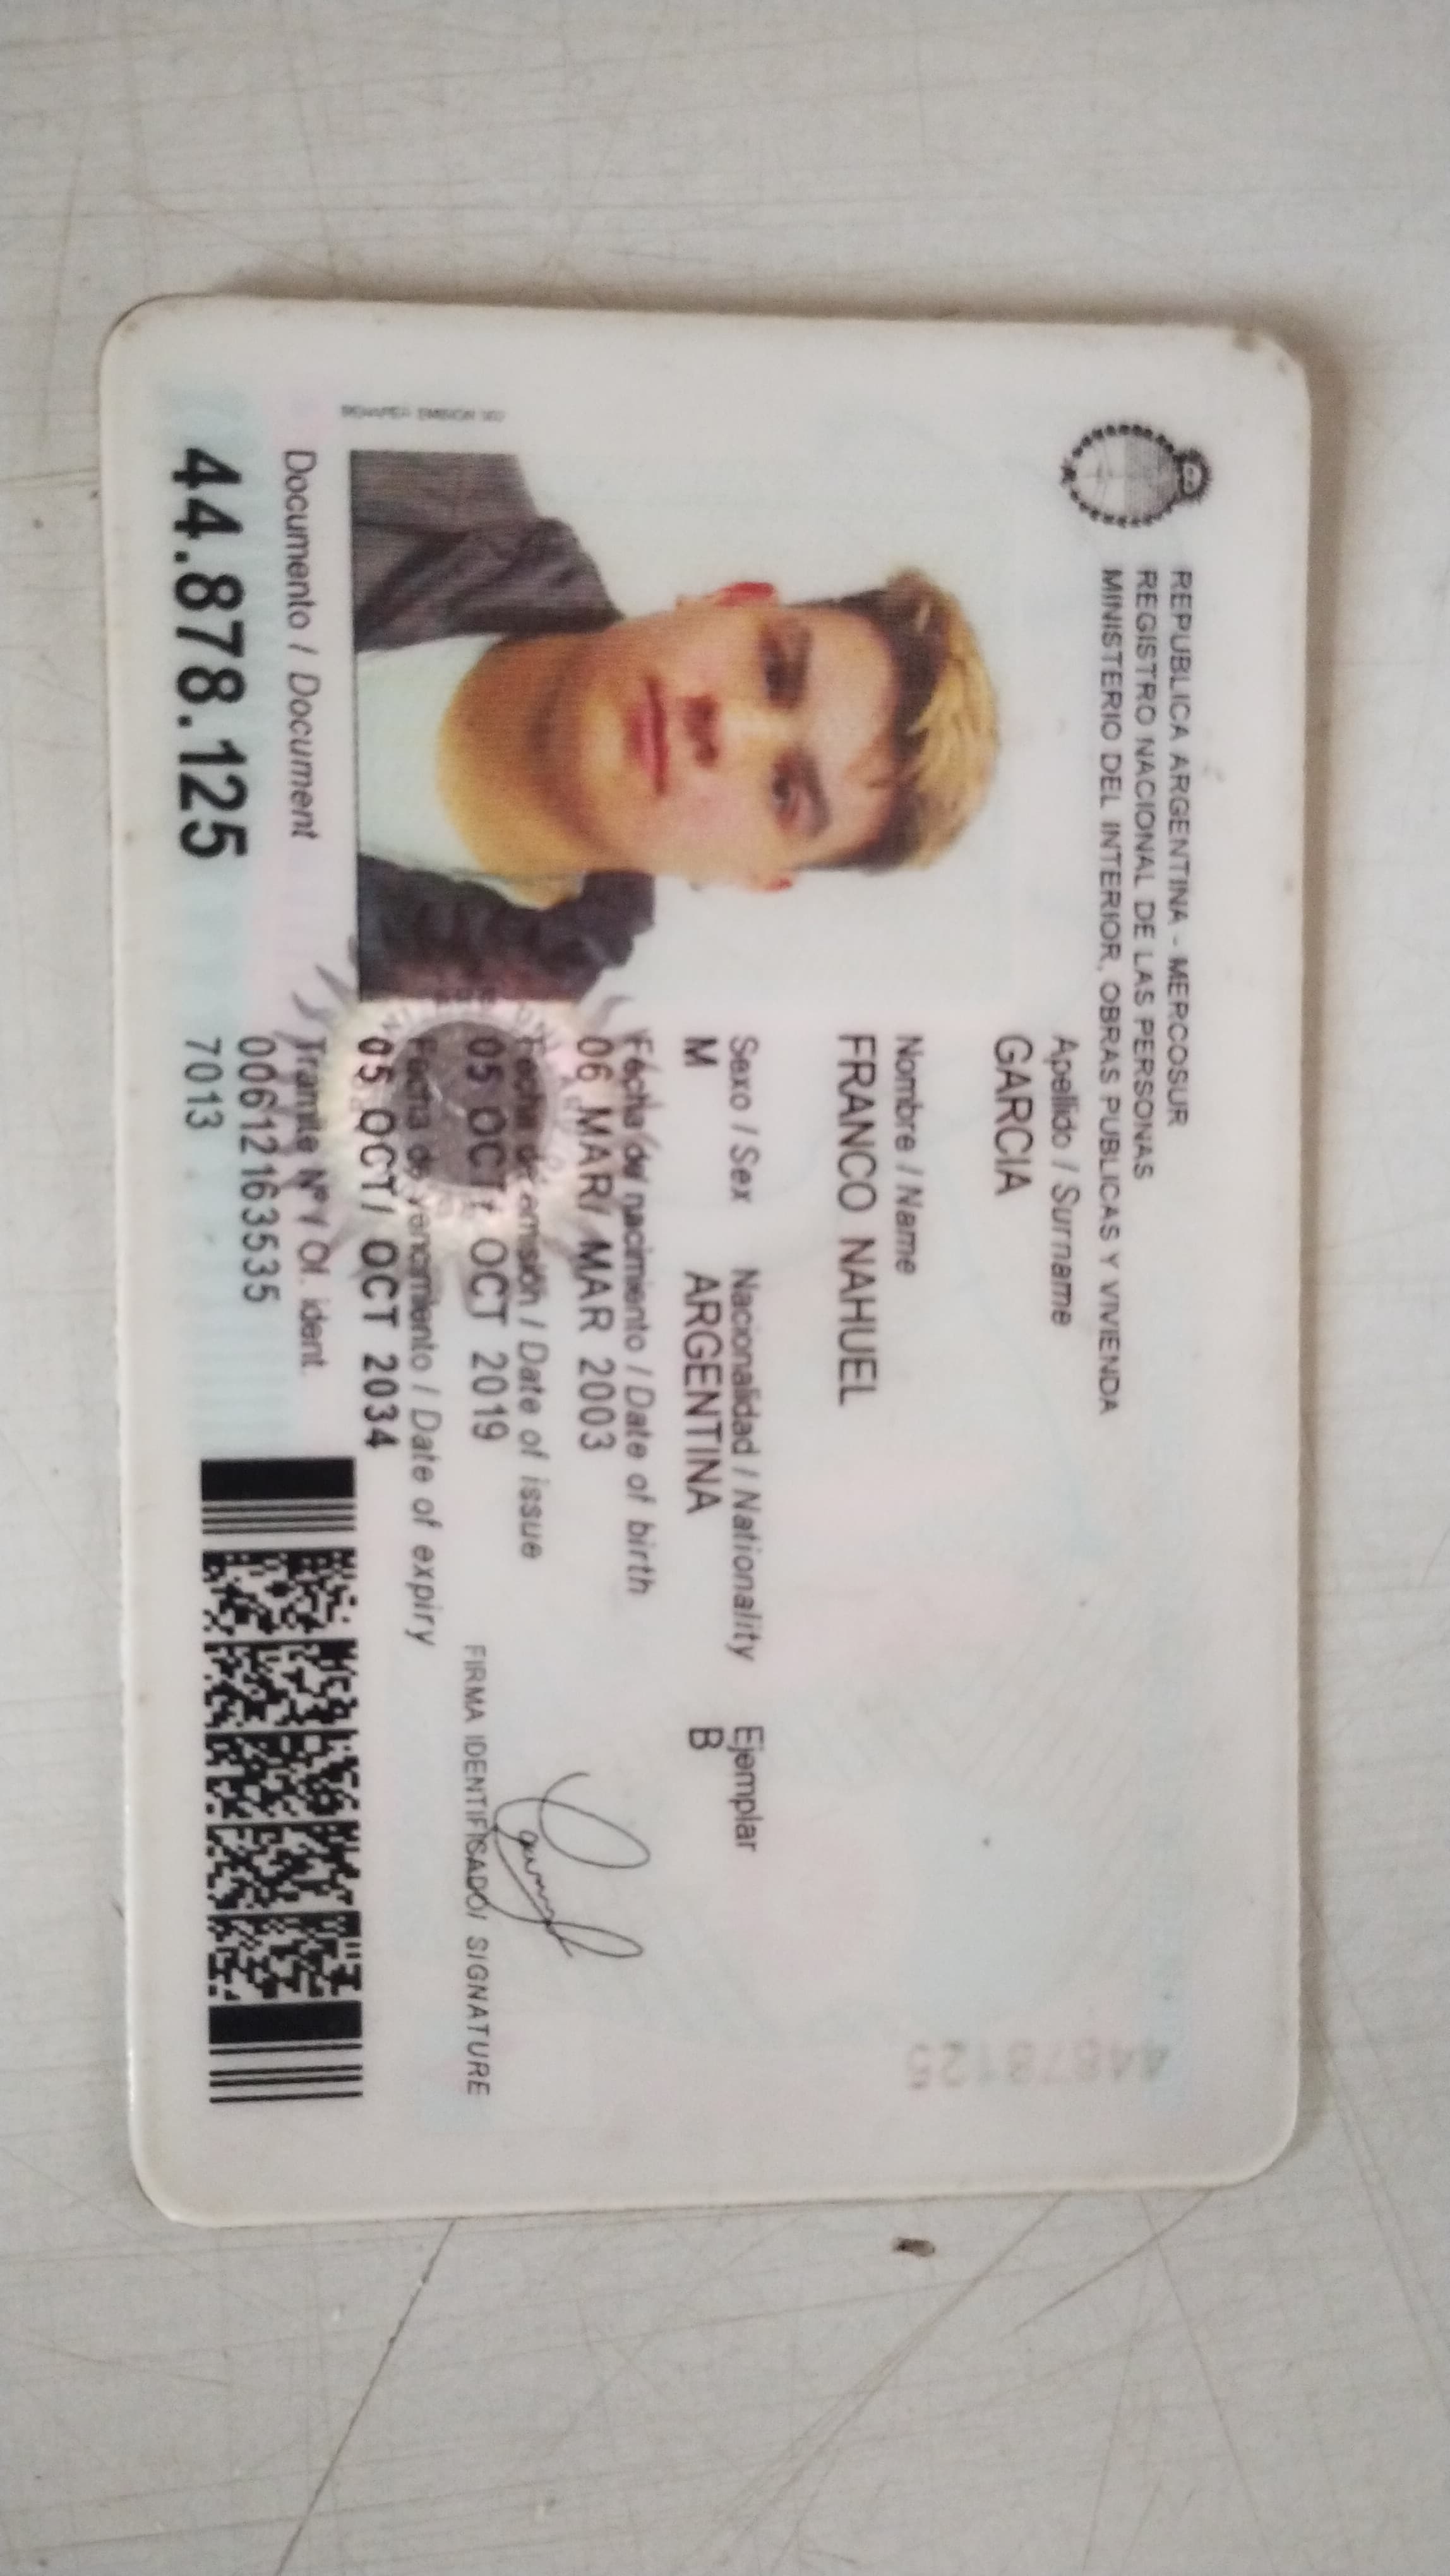 REPUBLICA ARGENTINA - MERCOSUR
REGISTRO NACIONAL DE LAS PERSONAS
MINISTERIO DEL INTERIOR, OBRAS PUBLICAS Y VIVIENDA
Apellido / Surname
GARCIA
Nombre / Name
FRANCO NAHUEL
Sexo / Sex Nacionalidad / Nationality Ejemplar
M ARGENTINA B
Fecha de nacimiento / Date of birth
06 MAR/ MAR 2003
Fecha de emisión / Date of issue
05 OCT/ OCT 2019
Fecha de vencimiento / Date of expiry
05 OCT/ OCT 2034
FIRMA IDENTIFICADO/ SIGNATURE
Documento / Document
44.878.125
Trámite Nº/ Of. ident.
00612163535
7013
44878125